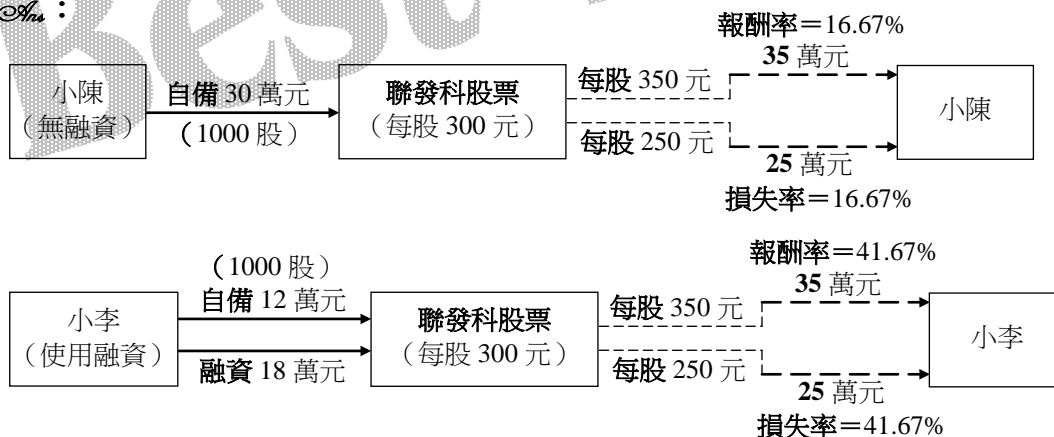 Ans：
Best
報酬率＝16.67%
35 萬元
小陳
（無融資）
自備 30 萬元
（1000 股）
聯發科股票
（每股 300 元）
每股 350 元
每股 250 元
小陳
25 萬元
損失率＝16.67%
報酬率＝41.67%
35 萬元
（1000 股）
自備 12 萬元
小李
（使用融資）
融資 18 萬元
聯發科股票
（每股 300 元）
每股 350 元
每股 250 元
小李
25 萬元
損失率＝41.67%